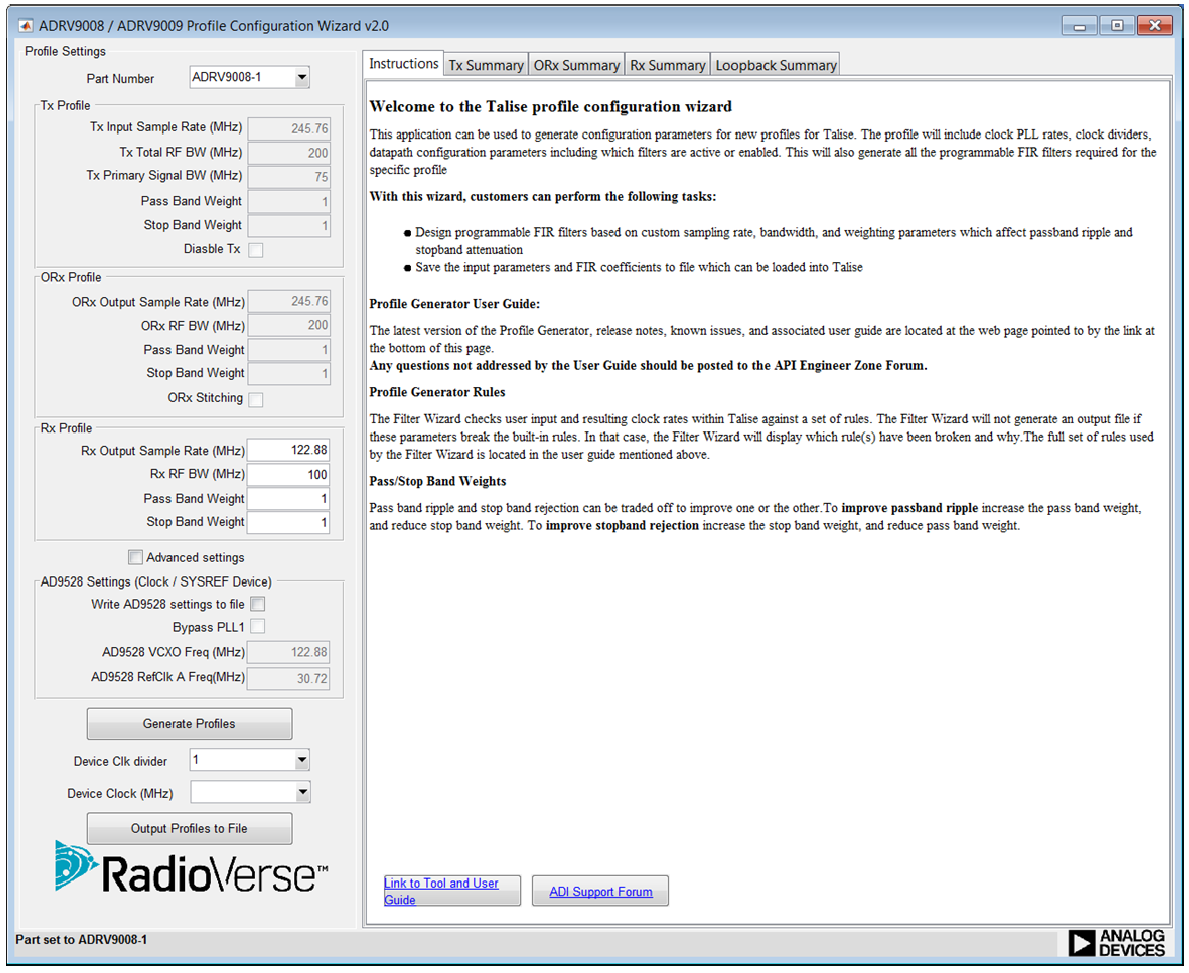 ADRV9008 / ADRV9009 Profile Configuration Wizard v2.0
Profile Settings
Part Number ADRV9008-1
Tx Profile
Tx Input Sample Rate (MHz) 245.76
Tx Total RF BW (MHz) 200
Tx Primary Signal BW (MHz) 75
Pass Band Weight 1
Stop Band Weight 1
Diasble Tx
ORx Profile
ORx Output Sample Rate (MHz) 245.76
ORx RF BW (MHz) 200
Pass Band Weight 1
Stop Band Weight 1
ORx Stitching
Rx Profile
Rx Output Sample Rate (MHz) 122.88
Rx RF BW (MHz) 100
Pass Band Weight 1
Stop Band Weight 1
Advanced settings
AD9528 Settings (Clock / SYSREF Device)
Write AD9528 settings to file
Bypass PLL1
AD9528 VCXO Freq (MHz) 122.88
AD9528 RefClk A Freq(MHz) 30.72
Generate Profiles
Device Clk divider 1
Device Clock (MHz)
Output Profiles to File
RadioVerse™
Instructions Tx Summary ORx Summary Rx Summary Loopback Summary
Welcome to the Talise profile configuration wizard
This application can be used to generate configuration parameters for new profiles for Talise. The profile will include clock PLL rates, clock dividers,
datapath configuration parameters including which filters are active or enabled. This will also generate all the programmable FIR filters required for the
specific profile
With this wizard, customers can perform the following tasks:
● Design programmable FIR filters based on custom sampling rate, bandwidth, and weighting parameters which affect passband ripple and
stopband attenuation
● Save the input parameters and FIR coefficients to file which can be loaded into Talise
Profile Generator User Guide:
The latest version of the Profile Generator, release notes, known issues, and associated user guide are located at the web page pointed to by the link at
the bottom of this page.
Any questions not addressed by the User Guide should be posted to the API Engineer Zone Forum.
Profile Generator Rules
The Filter Wizard checks user input and resulting clock rates within Talise against a set of rules. The Filter Wizard will not generate an output file if
these parameters break the built-in rules. In that case, the Filter Wizard will display which rule(s) have been broken and why.The full set of rules used
by the Filter Wizard is located in the user guide mentioned above.
Pass/Stop Band Weights
Pass band ripple and stop band rejection can be traded off to improve one or the other.To improve passband ripple increase the pass band weight,
and reduce stop band weight. To improve stopband rejection increase the stop band weight, and reduce pass band weight.
Link to Tool and User
Guide
ADI Support Forum
Part set to ADRV9008-1
ANALOG
DEVICES